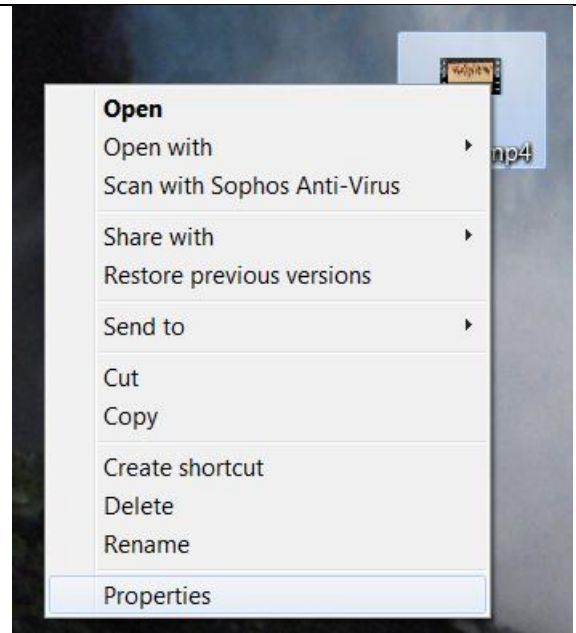 Open
Open with
Scan with Sophos Anti-Virus
Share with
Restore previous versions
Send to
Cut
Copy
Create shortcut
Delete
Rename
Properties